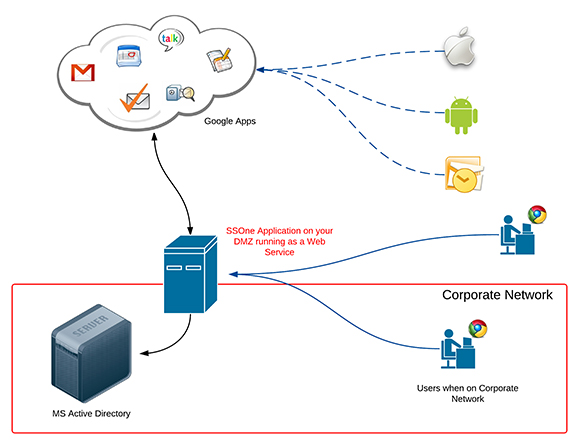 talk
Google Apps
SSOne Application on your
DMZ running as a Web
Service
Corporate Network
SERVER
MS Active Directory
Users when on Corporate
Network